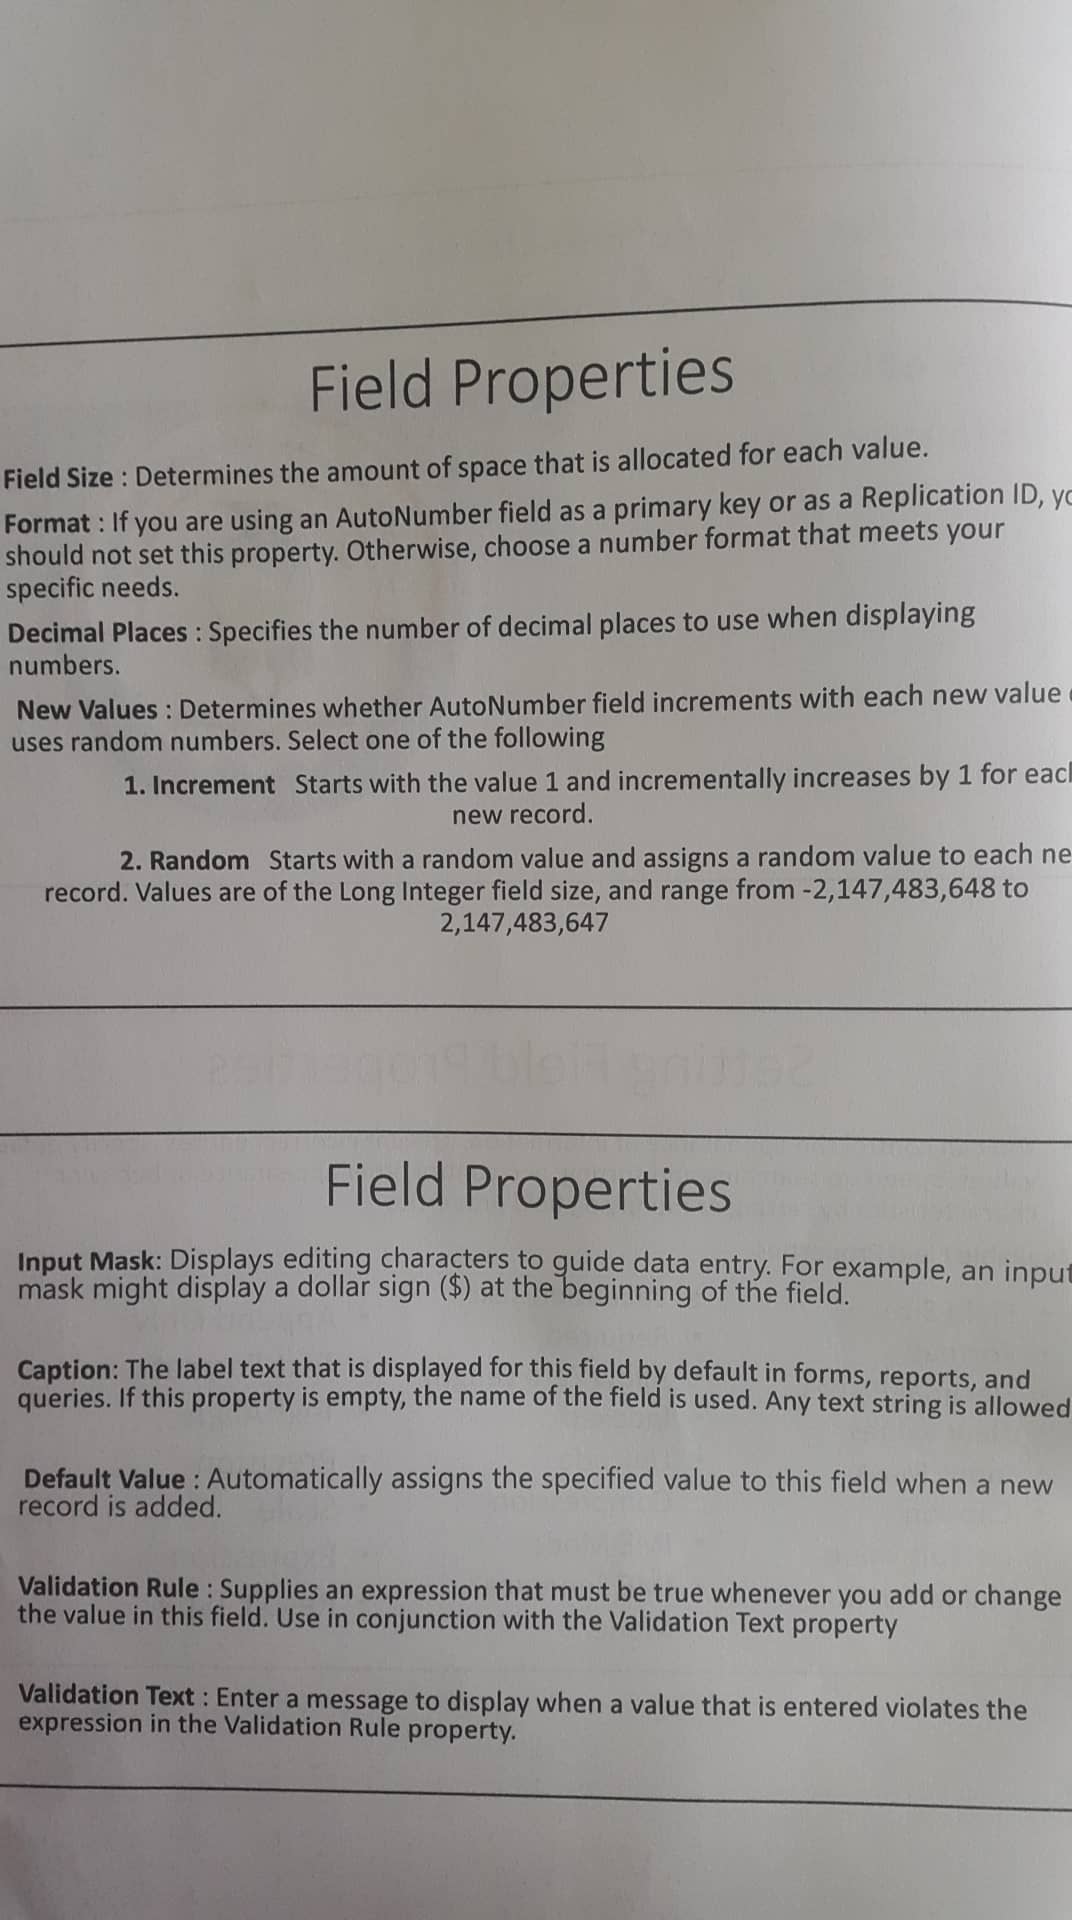 Field Properties
Field Size : Determines the amount of space that is allocated for each value.
Format : If you are using an AutoNumber field as a primary key or as a Replication ID,
should not set this property. Otherwise, choose a number format that meets your
specific needs.
Decimal Places : Specifies the number of decimal places to use when displaying
numbers.
New Values : Determines whether AutoNumber field increments with each new value
uses random numbers. Select one of the following
1. Increment Starts with the value 1 and incrementally increases by 1 for
new record.
2. Random Starts with a random value and assigns a random value to each
record. Values are of the Long Integer field size, and range from -2,147,483,648 to
2,147,483,647
Setting Field Properties
Field Properties
Input Mask: Displays editing characters to guide data entry. For example, an input
mask might display a dollar sign ($) at the beginning of the field.
Caption: The label text that is displayed for this field by default in forms, reports, and
queries. If this property is empty, the name of the field is used. Any text string is allowed
Default Value : Automatically assigns the specified value to this field when a new
record is added.
Validation Rule : Supplies an expression that must be true whenever you add or change
the value in this field. Use in conjunction with the Validation Text property
Validation Text : Enter a message to display when a value that is entered violates the
expression in the Validation Rule property.